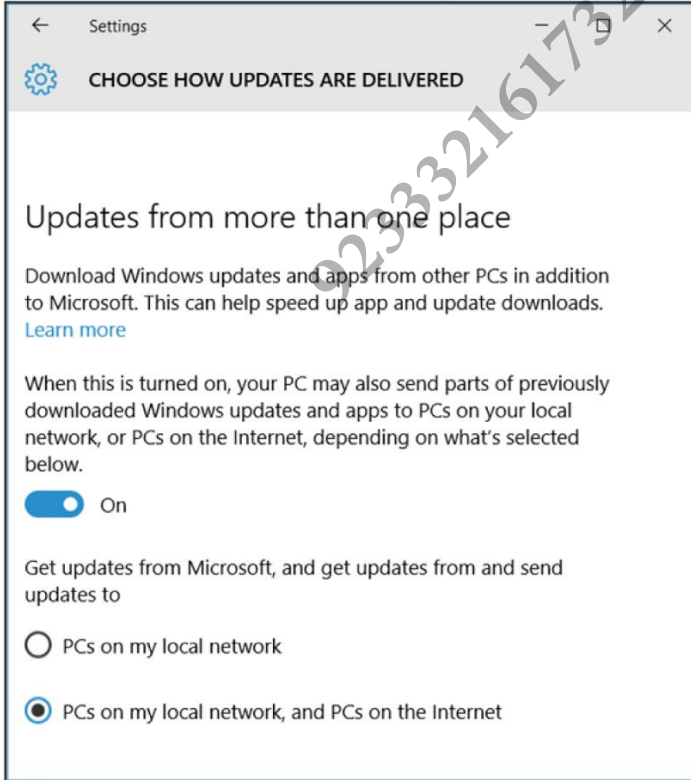 Settings
CHOOSE HOW UPDATES ARE DELIVERED
Updates from more than one place
Download Windows updates and apps from other PCs in addition
to Microsoft. This can help speed up app and update downloads.
Learn more
When this is turned on, your PC may also send parts of previously
downloaded Windows updates and apps to PCs on your local
network, or PCs on the Internet, depending on what's selected
below.
On
Get updates from Microsoft, and get updates from and send
updates to
PCs on my local network
PCs on my local network, and PCs on the Internet